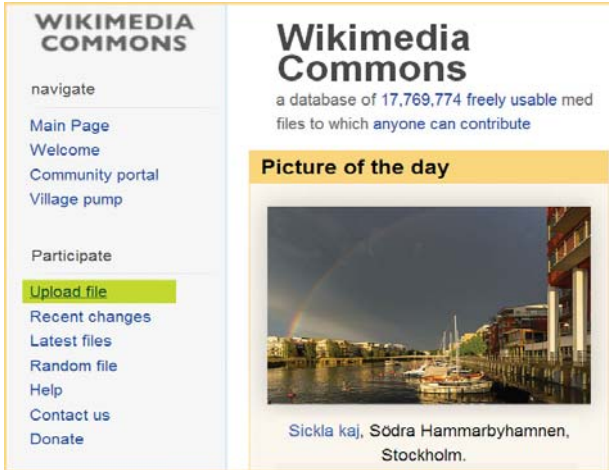 WIKIMEDIA
COMMONS
navigate
Main Page
Welcome
Community portal
Village pump
Participate
Upload file
Recent changes
Latest files
Random file
Help
Contact us
Donate
Wikimedia
Commons
a database of 17,769,774 freely usable med
files to which anyone can contribute
Picture of the day
Sickla kaj, Södra Hammarbyhamnen,
Stockholm.